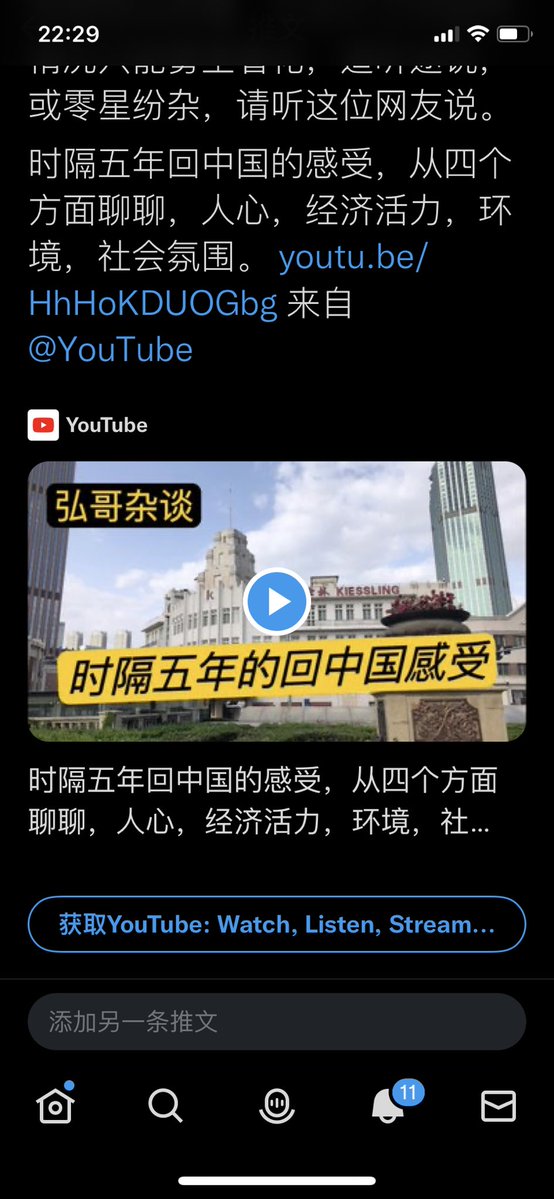 22:29
或零星纷杂，请听这位网友说。
时隔五年回中国的感受，从四个
方面聊聊，人心，经济活力，环
境，社会氛围。 youtu.be/
HhHoKDUOGbg 来自
@YouTube
YouTube
弘哥杂谈
KIESSLING
时隔五年的回中国感受
时隔五年回中国的感受，从四个方面
聊聊，人心，经济活力，环境，社...
获取YouTube: Watch, Listen, Stream...
添加另一条推文
11